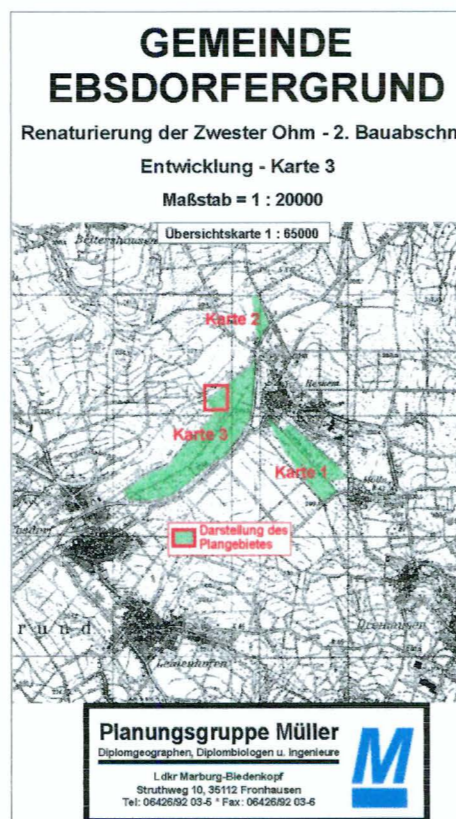 GEMEINDE
EBSDORFERGRUND
Renaturierung der Zwester Ohm - 2. Bauabschn
Entwicklung - Karte 3
Maßstab = 1 : 20000
Übersichtskarte 1 : 65000
Karte 2
Karte 3
Karte 1
Darstellung des
Plangebietes
rund
Leidenhofen
Planungsgruppe Müller
Diplomgeographen, Diplombiologen u. Ingenieure
Ldkr Marburg-Biedenkopf
Struthweg 10, 35112 Fronhausen
Tel: 06426/92 03-5 * Fax: 06426/92 03-6
M